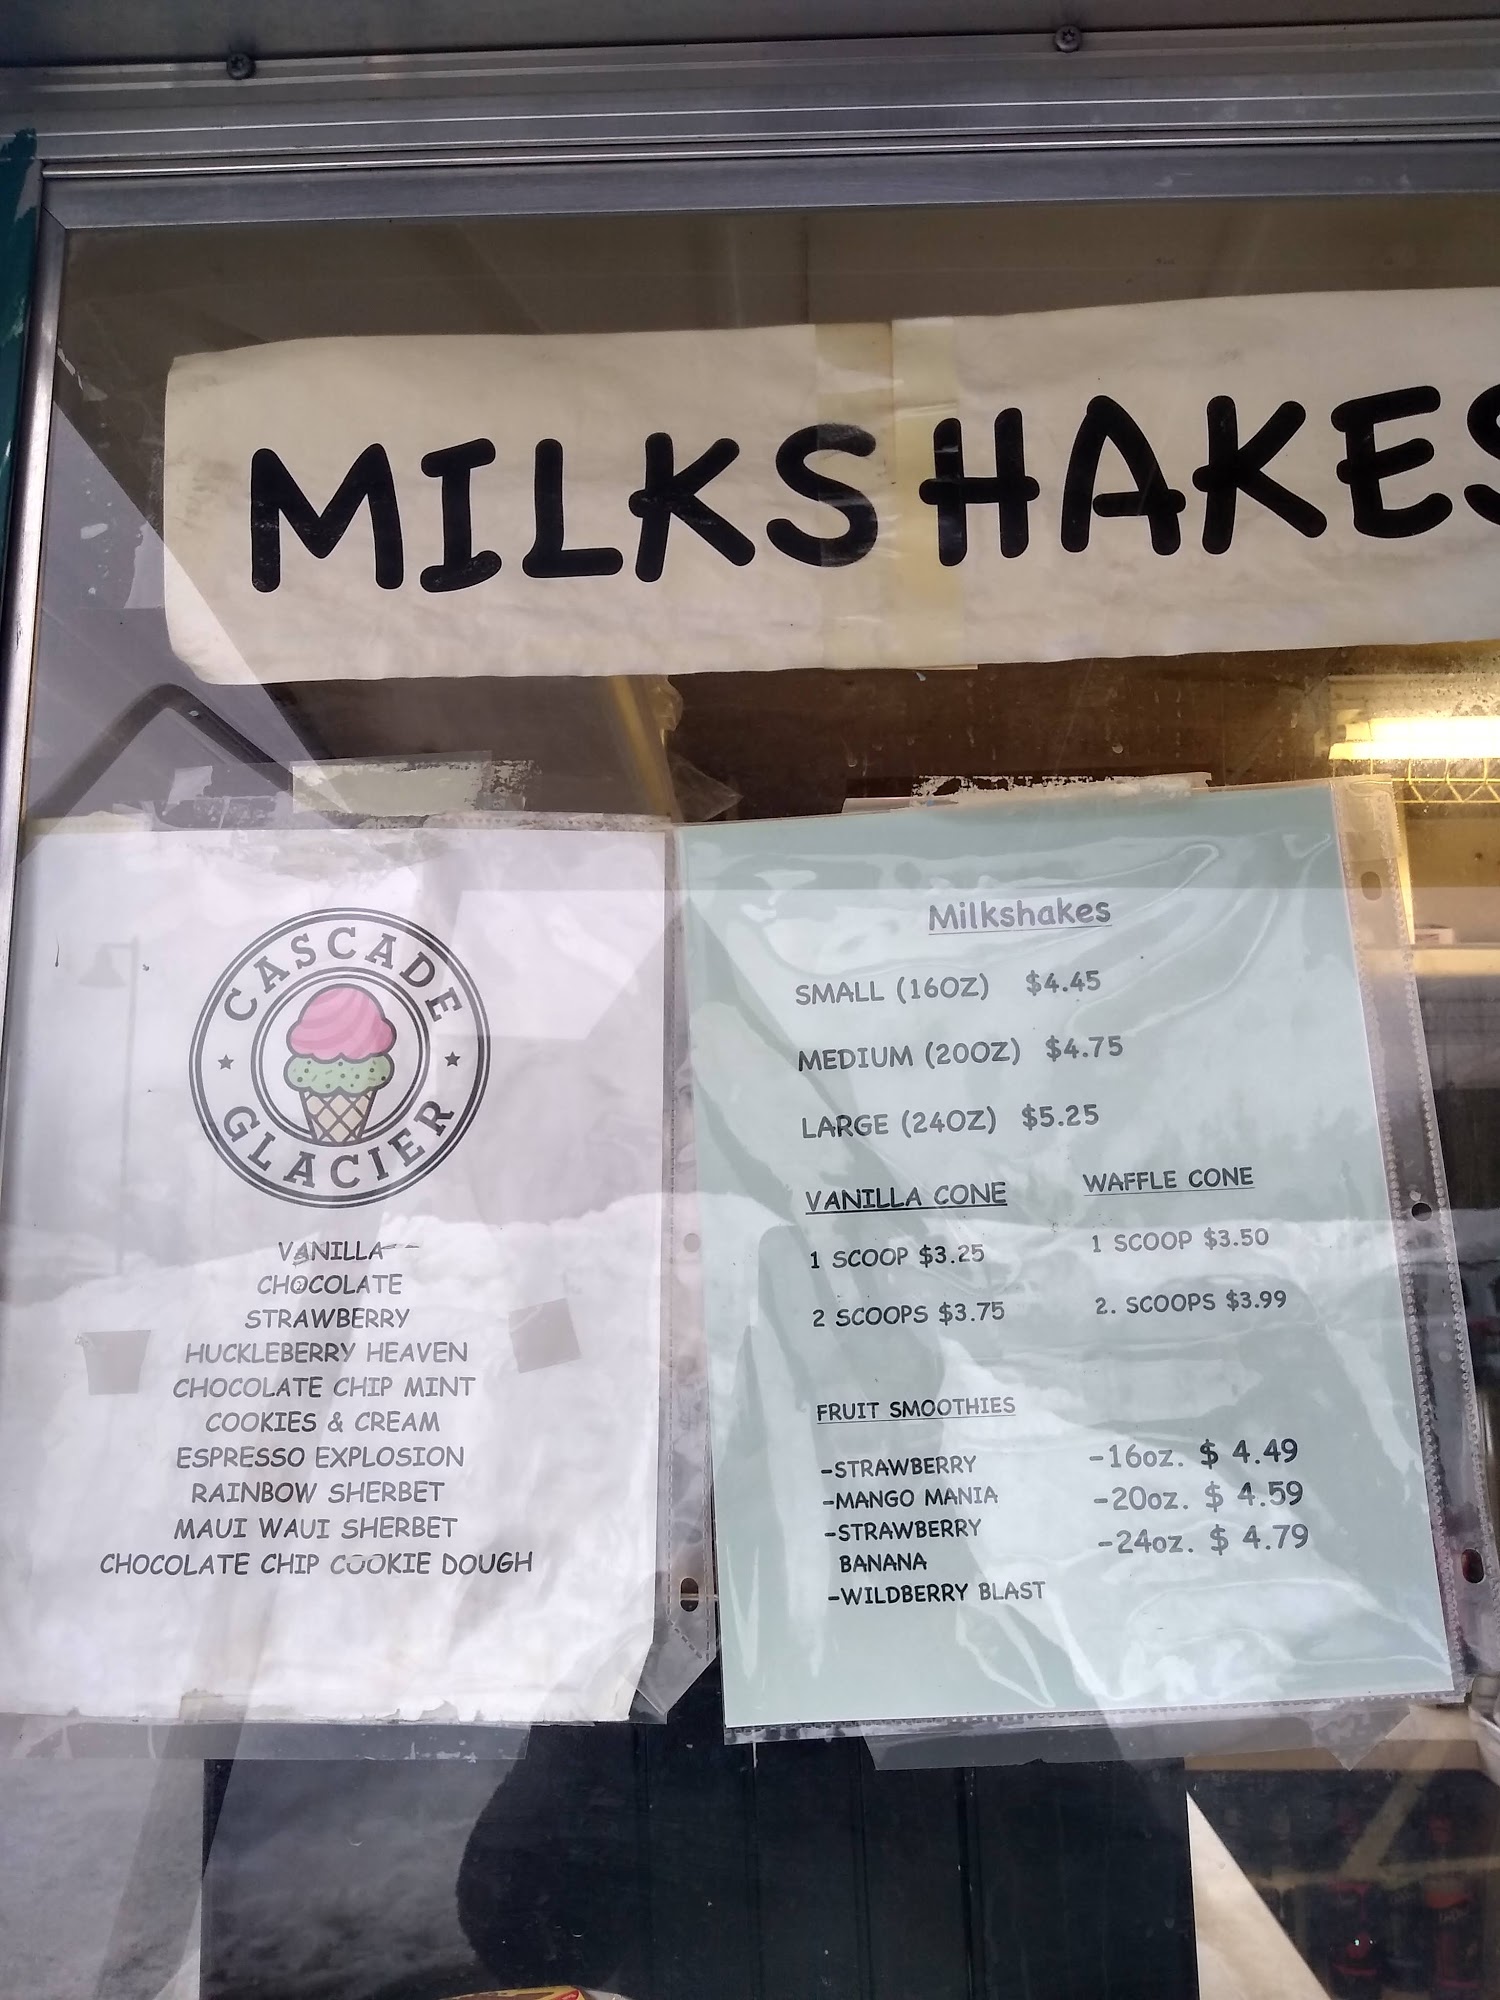 MILKSHAKES
CASCADE
GLACIER
VANILLA
CHOCOLATE
STRAWBERRY
HUCKLEBERRY HEAVEN
CHOCOLATE CHIP MINT
COOKIES & CREAM
ESPRESSO EXPLOSION
RAINBOW SHERBET
MAUI WAUI SHERBET
CHOCOLATE CHIP COOKIE DOUGH
Milkshakes
SMALL (16OZ) $4.45
MEDIUM (20OZ) $4.75
LARGE (24OZ) $5.25
VANILLA CONE
1 SCOOP $3.25
2 SCOOPS $3.75
WAFFLE CONE
1 SCOOP $3.50
2. SCOOPS $3.99
FRUIT SMOOTHIES
-STRAWBERRY
-MANGO MANIA
-STRAWBERRY
BANANA
-WILDBERRY BLAST
-16oz. $ 4.49
-20oz. $ 4.59
-24oz. $ 4.79